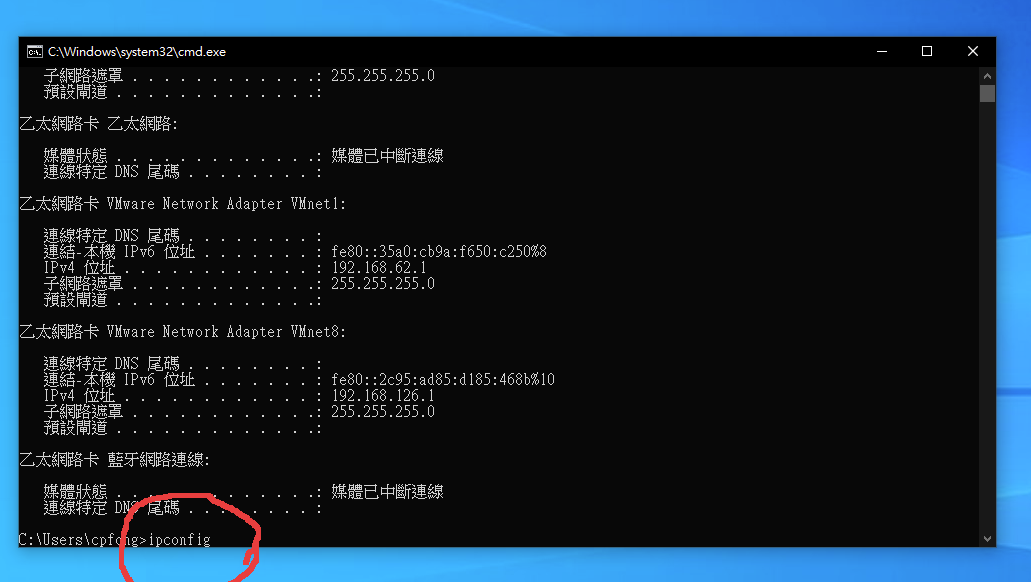 C:\Windows\system32\cmd.exe
子網路遮罩 . . . . . . . . . . . .: 255.255.255.0
預設閘道 . . . . . . . . . . . . .:
乙太網路卡 乙太網路:
媒體狀態 . . . . . . . . . . . . .: 媒體已中斷連線
連線特定 DNS 尾碼 . . . . . . . . :
乙太網路卡 VMware Network Adapter VMnet1:
連線特定 DNS 尾碼 . . . . . . . . :
連結-本機 IPv6 位址 . . . . . . . : fe80::35a0:cb9a:f650:c250%8
IPv4 位址 . . . . . . . . . . . . : 192.168.62.1
子網路遮罩 . . . . . . . . . . . .: 255.255.255.0
預設閘道 . . . . . . . . . . . . .:
乙太網路卡 VMware Network Adapter VMnet8:
連線特定 DNS 尾碼 . . . . . . . . :
連結-本機 IPv6 位址 . . . . . . . : fe80::2c95:ad85:d185:468b%10
IPv4 位址 . . . . . . . . . . . . : 192.168.126.1
子網路遮罩 . . . . . . . . . . . .: 255.255.255.0
預設閘道 . . . . . . . . . . . . .:
乙太網路卡 藍牙網路連線:
媒體狀態 . . . . . . . . . . . . .: 媒體已中斷連線
連線特定 DNS 尾碼 . . . . . . . . :
C:\Users\cpfong>ipconfig